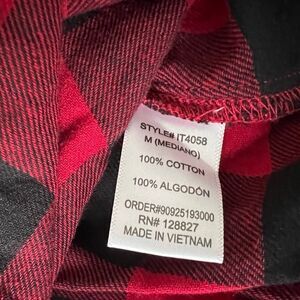 STYLE# IT4058
M (MEDIANO)
100% COTTON
100% ALGODÓN
ORDER#90925193000
RN# 128827
MADE IN VIETNAM